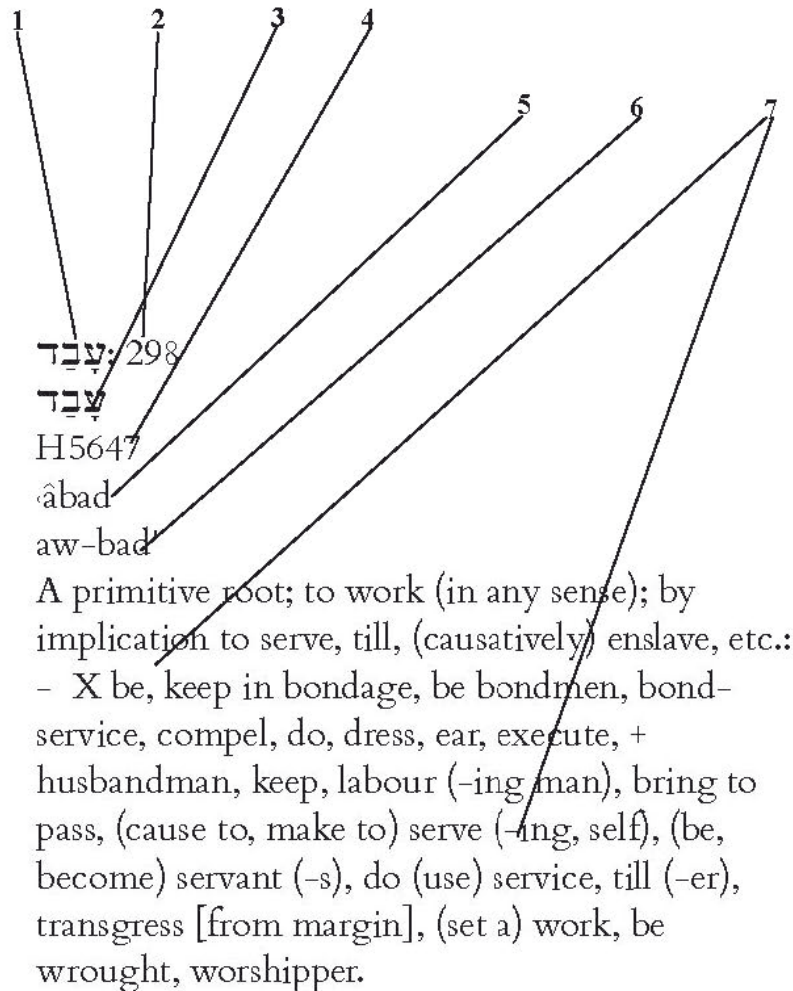 1 2 3 4
5 6 7
עָבַד: 298
עָבַד
H5647
‹âbad
aw-bad'
A primitive root; to work (in any sense); by
implication to serve, till, (causatively) enslave, etc.:
- X be, keep in bondage, be bondmen, bond-
service, compel, do, dress, ear, execute, +
husbandman, keep, labour (-ing man), bring to
pass, (cause to, make to) serve (-ing, self), (be,
become) servant (-s), do (use) service, till (-er),
transgress [from margin], (set a) work, be
wrought, worshipper.